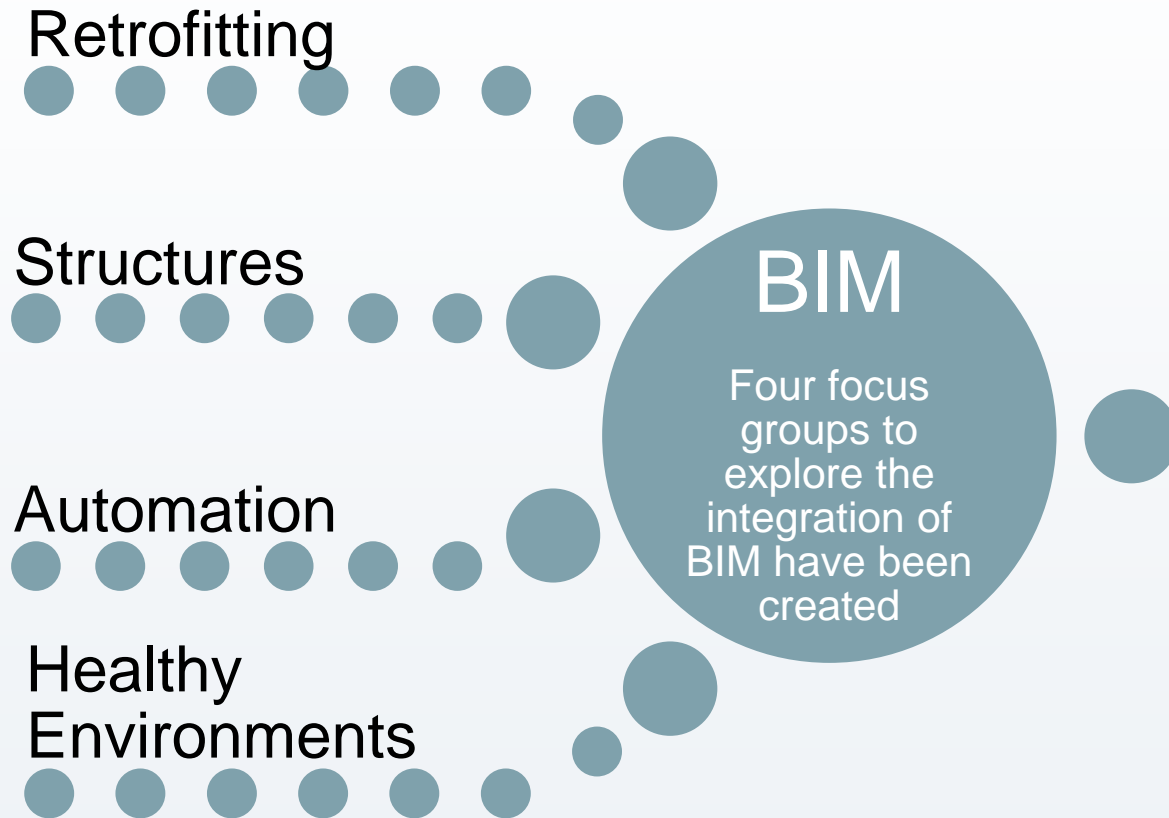 Retrofitting
Structures
Automation
Healthy
Environments
BIM
Four focus
groups to
explore the
integration of
BIM have been
created